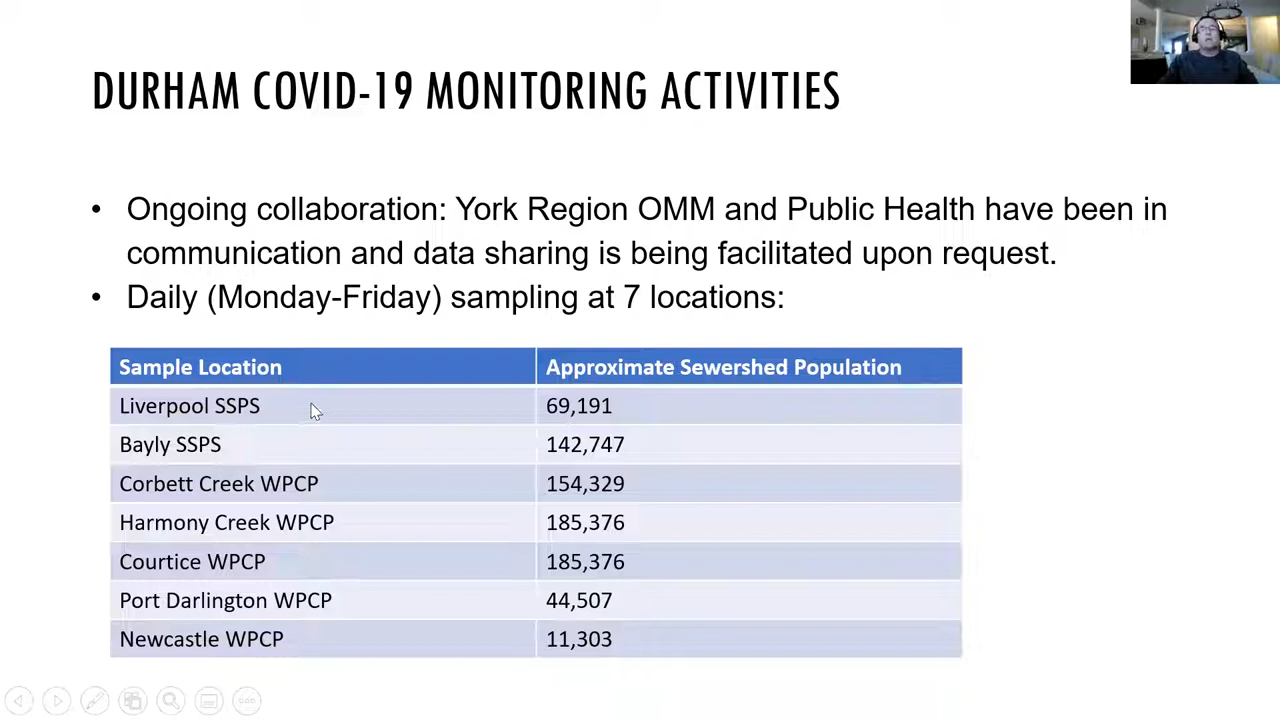 DURHAM COVID-19 MONITORING ACTIVITIES
• Ongoing collaboration: York Region OMM and Public Health have been in
communication and data sharing is being facilitated upon request.
• Daily (Monday-Friday) sampling at 7 locations:
Sample Location Approximate Sewershed Population
Liverpool SSPS 69,191
Bayly SSPS 142,747
Corbett Creek WPCP 154,329
Harmony Creek WPCP 185,376
Courtice WPCP 185,376
Port Darlington WPCP 44,507
Newcastle WPCP 11,303